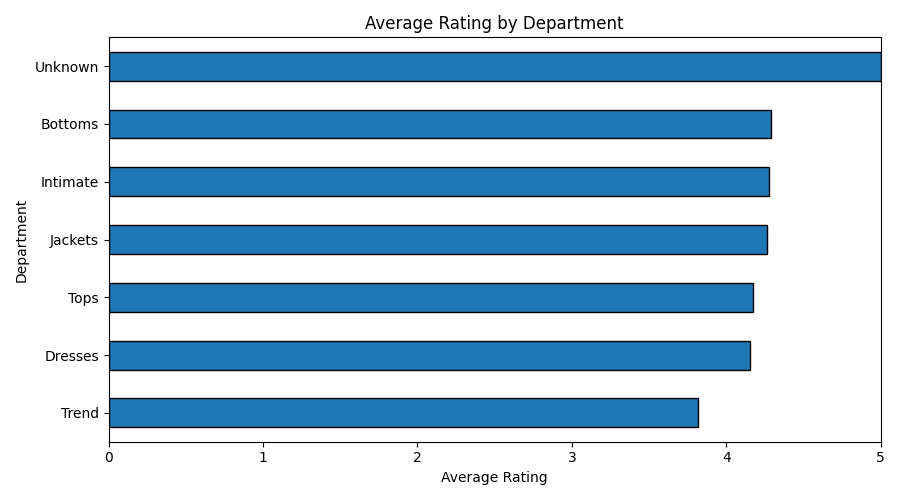 Average Rating by Department
Unknown
Bottoms
Intimate
Jackets
Tops
Dresses
Trend
Department
0 1 2 3 4 5
Average Rating